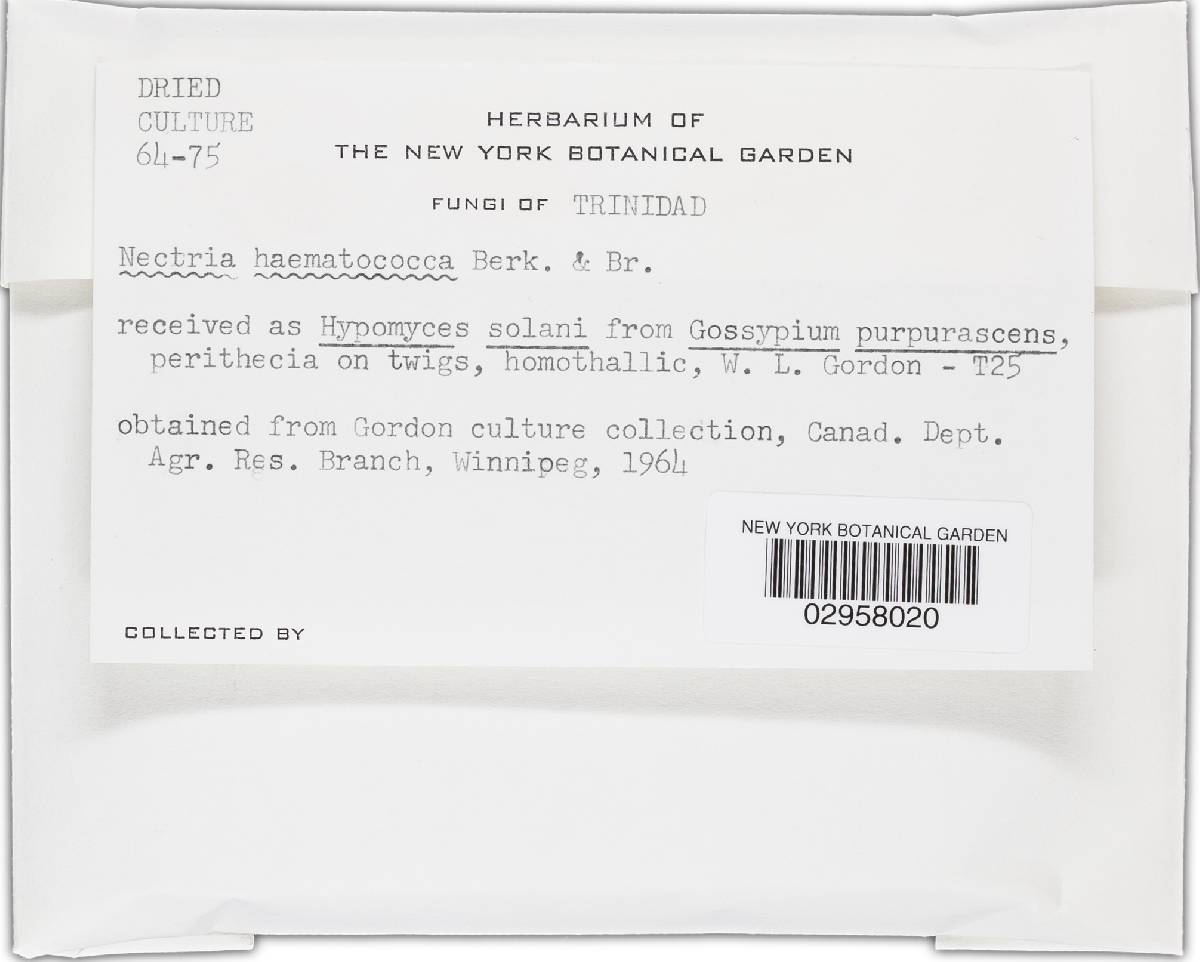 DRIED
CULTURE
64-75
HERBARIUM OF
THE NEW YORK BOTANICAL GARDEN
FUNGI OF TRINIDAD
Nectria haematococca Berk. & Br.
received as Hypomyces solani from Gossypium purpurascens,
perithecia on twigs, homothallic, W. L. Gordon - T25
obtained from Gordon culture collection, Canad. Dept.
Agr. Res. Branch, Winnipeg, 1964
NEW YORK BOTANICAL GARDEN
02958020
COLLECTED BY